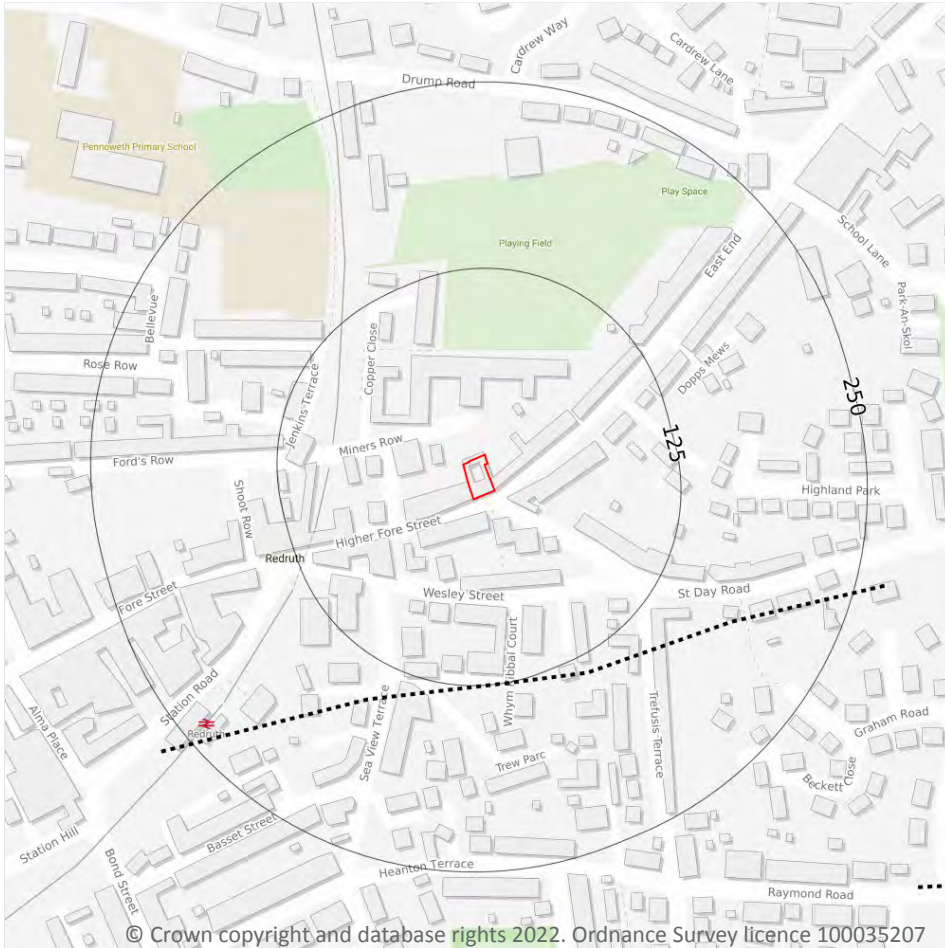 Cardrew Way
Cardrew Lane
Drump Road
Pennoweth Primary School
Play Space
School Lane
Playing Field
East End
Park-An-Skol
Bellevue
Rose Row
Copper Close
Dopps Mews
Jenkins Terrace
250
125
Miners Row
Ford's Row
Highland Park
Shoot Row
Higher Fore Street
Redruth
Fore Street
Wesley Street
St Day Road
Station Road
Alma Place
Redruth
Sea View Terrace
Trefusis Terrace
Graham Road
Trew Parc
Beckett Close
Station Hill
Basset Street
Bond Street
Heanton Terrace
Raymond Road
© Crown copyright and database rights 2022. Ordnance Survey licence 100035207